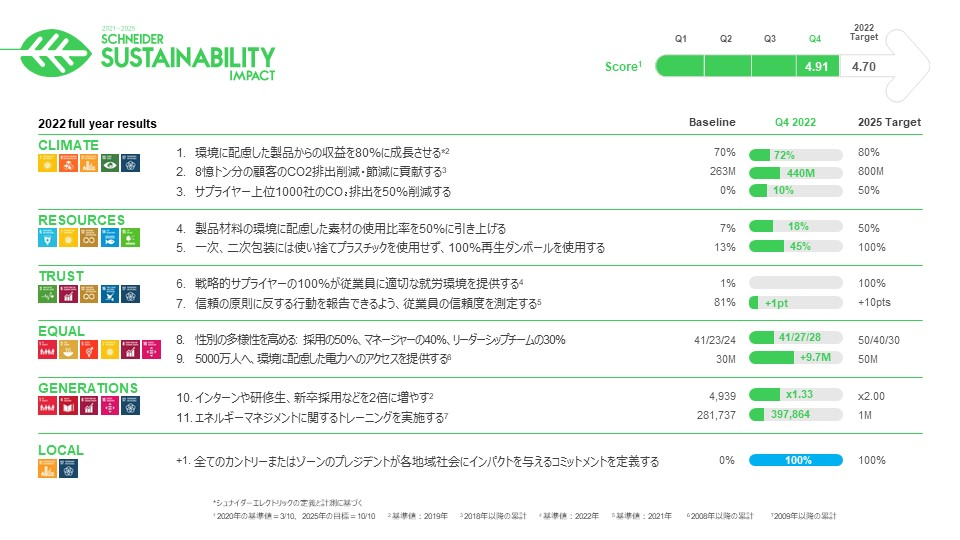 2021–2025
SCHNEIDER
SUSTAINABILITY
IMPACT
Q1 Q2 Q3 Q4 2022 Target
Score¹ 4.91 4.70
2022 full year results Baseline Q4 2022 2025 Target
CLIMATE
1. 環境に配慮した製品からの収益を80%に成長させる*² 70% 72% 80%
2. 8億トン分の顧客のCO2排出削減・節減に貢献する³ 263M 440M 800M
3. サプライヤー上位1000社のCO₂排出を50%削減する 0% 10% 50%
RESOURCES
4. 製品材料の環境に配慮した素材の使用比率を50%に引き上げる 7% 18% 50%
5. 一次、二次包装には使い捨てプラスチックを使用せず、100%再生ダンボールを使用する 13% 45% 100%
TRUST
6. 戦略的サプライヤーの100%が従業員に適切な就労環境を提供する⁴ 1% 100%
7. 信頼の原則に反する行動を報告できるよう、従業員の信頼度を測定する⁵ 81% +1pt +10pts
EQUAL
8. 性別の多様性を高める: 採用の50%、マネージャーの40%、リーダーシップチームの30% 41/23/24 41/27/28 50/40/30
9. 5000万人へ、環境に配慮した電力へのアクセスを提供する⁶ 30M +9.7M 50M
GENERATIONS
10. インターンや研修生、新卒採用などを2倍に増やす² 4,939 x1.33 x2.00
11. エネルギーマネジメントに関するトレーニングを実施する⁷ 281,737 397,864 1M
LOCAL
+1. 全てのカントリーまたはゾーンのプレジデントが各地域社会にインパクトを与えるコミットメントを定義する 0% 100% 100%
*シュナイダーエレクトリックの定義と計測に基づく
¹ 2020年の基準値＝3/10、2025年の目標＝10/10 ² 基準値：2019年 ³ 2018年以降の累計 ⁴ 基準値：2022年 ⁵ 基準値：2021年 ⁶ 2008年以降の累計 ⁷ 2009年以降の累計